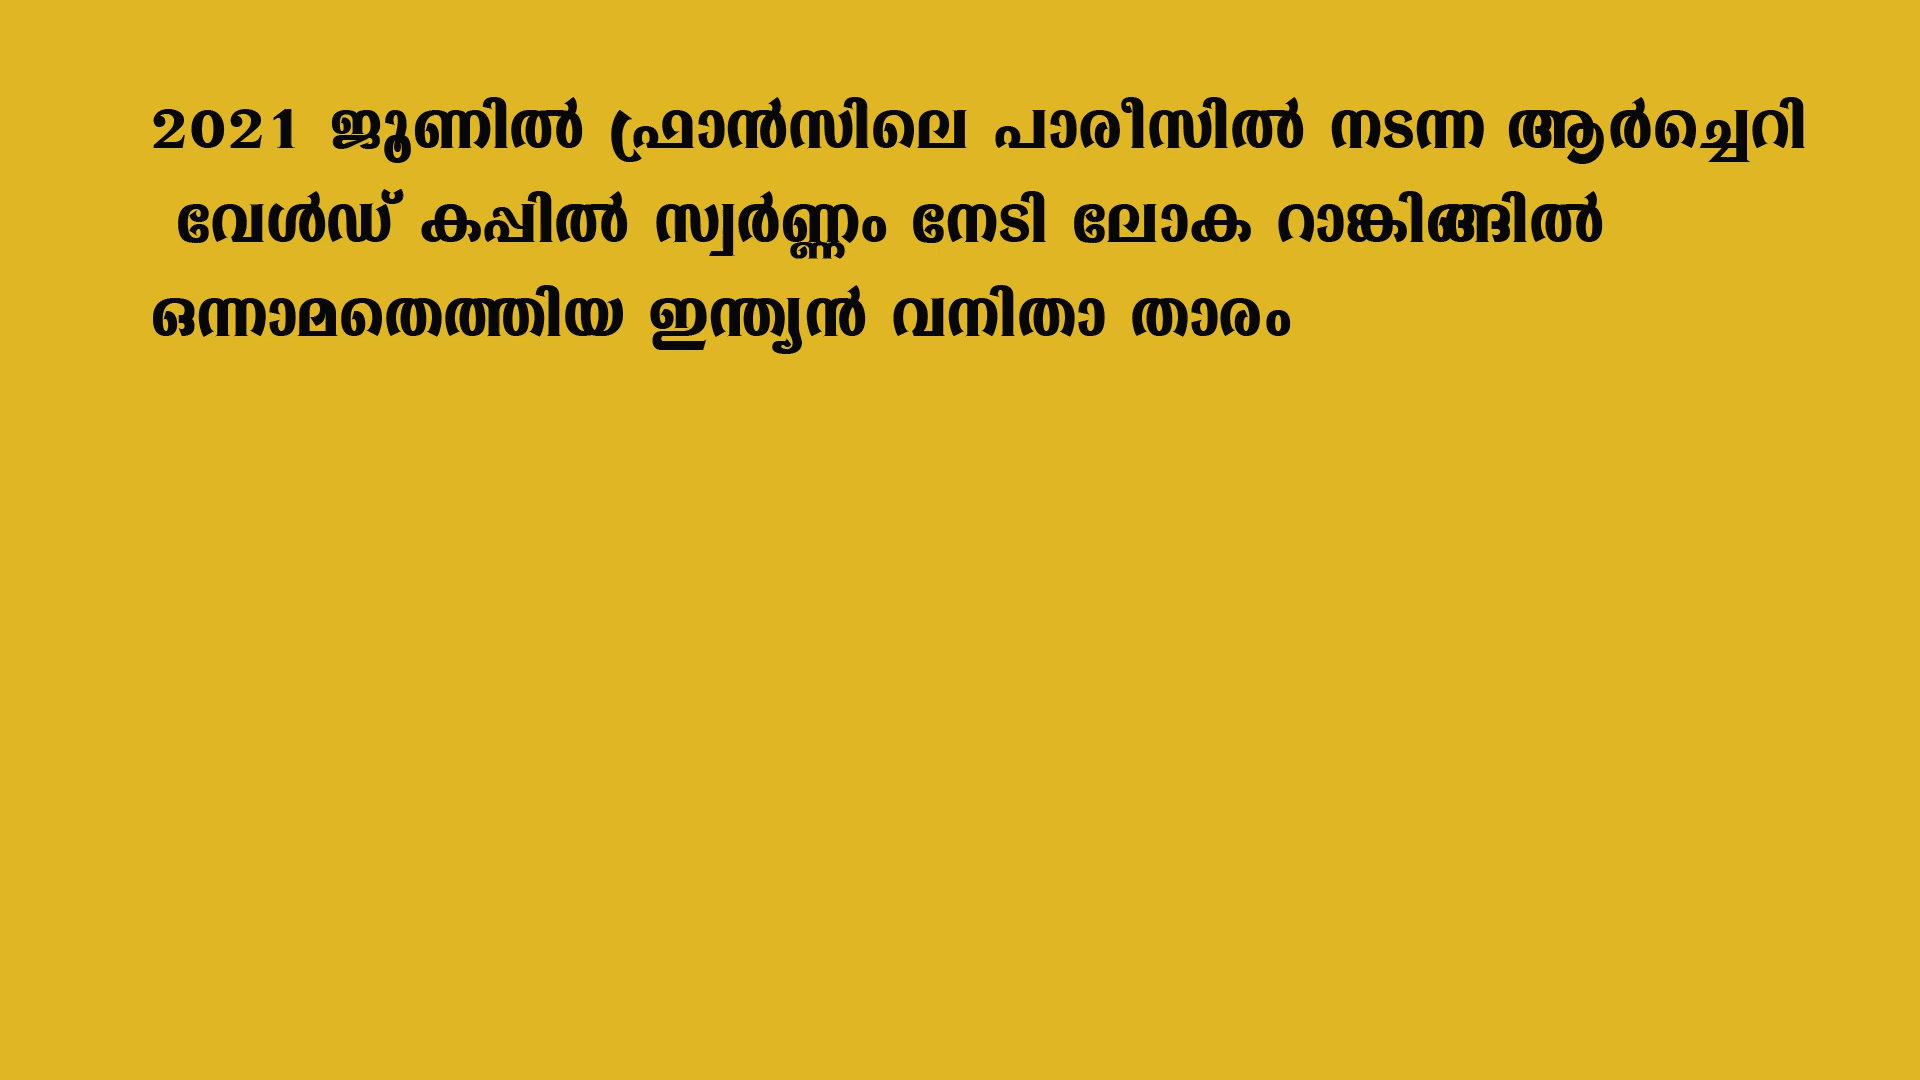 2021 ജൂണിൽ ഫ്രാൻസിലെ പാരീസിൽ നടന്ന ആർച്ചെറി
വേൾഡ് കപ്പിൽ സ്വർണ്ണം നേടി ലോക റാങ്കിങ്ങിൽ
ഒന്നാമതെത്തിയ ഇന്ത്യൻ വനിതാ താരം